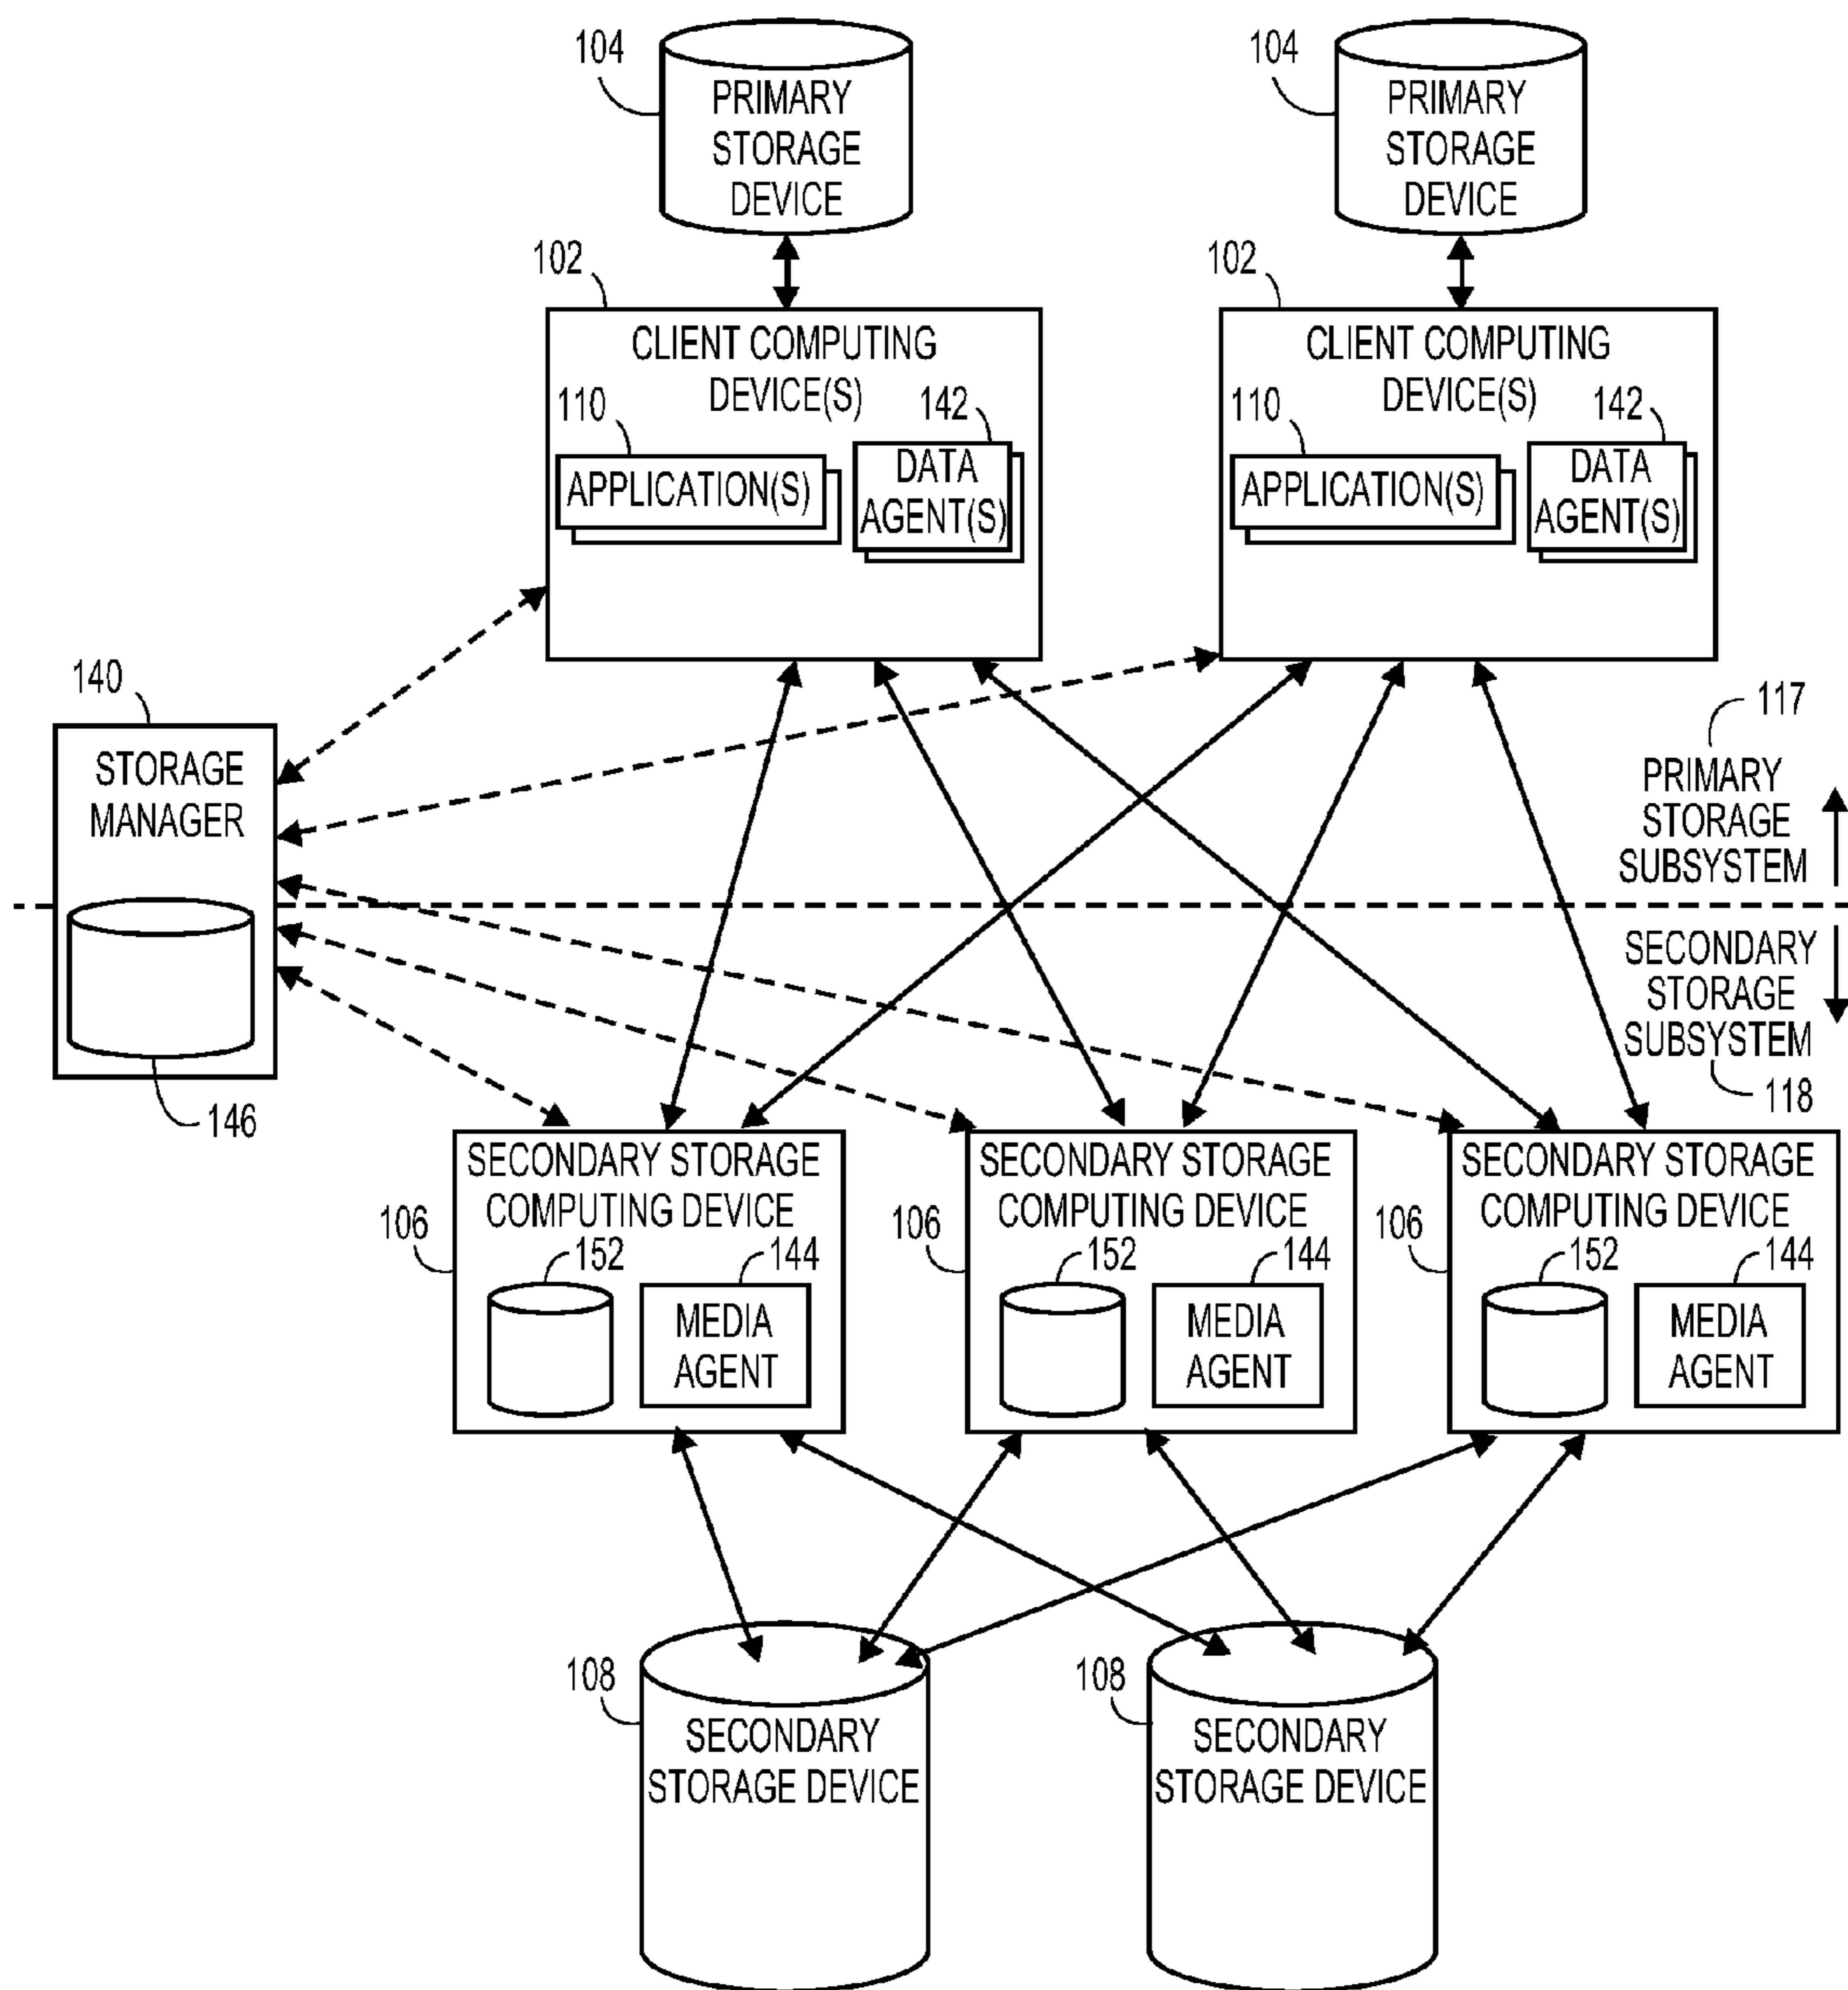 104
PRIMARY
STORAGE
DEVICE
104
PRIMARY
STORAGE
DEVICE
102
CLIENT COMPUTING
DEVICE(S)
110
APPLICATION(S)
142
DATA
AGENT(S)
102
CLIENT COMPUTING
DEVICE(S)
110
APPLICATION(S)
142
DATA
AGENT(S)
140
STORAGE
MANAGER
146
117
PRIMARY
STORAGE
SUBSYSTEM
SECONDARY
STORAGE
SUBSYSTEM
118
106
SECONDARY STORAGE
COMPUTING DEVICE
152
144
MEDIA
AGENT
106
SECONDARY STORAGE
COMPUTING DEVICE
152
144
MEDIA
AGENT
106
SECONDARY STORAGE
COMPUTING DEVICE
152
144
MEDIA
AGENT
108
SECONDARY
STORAGE DEVICE
108
SECONDARY
STORAGE DEVICE